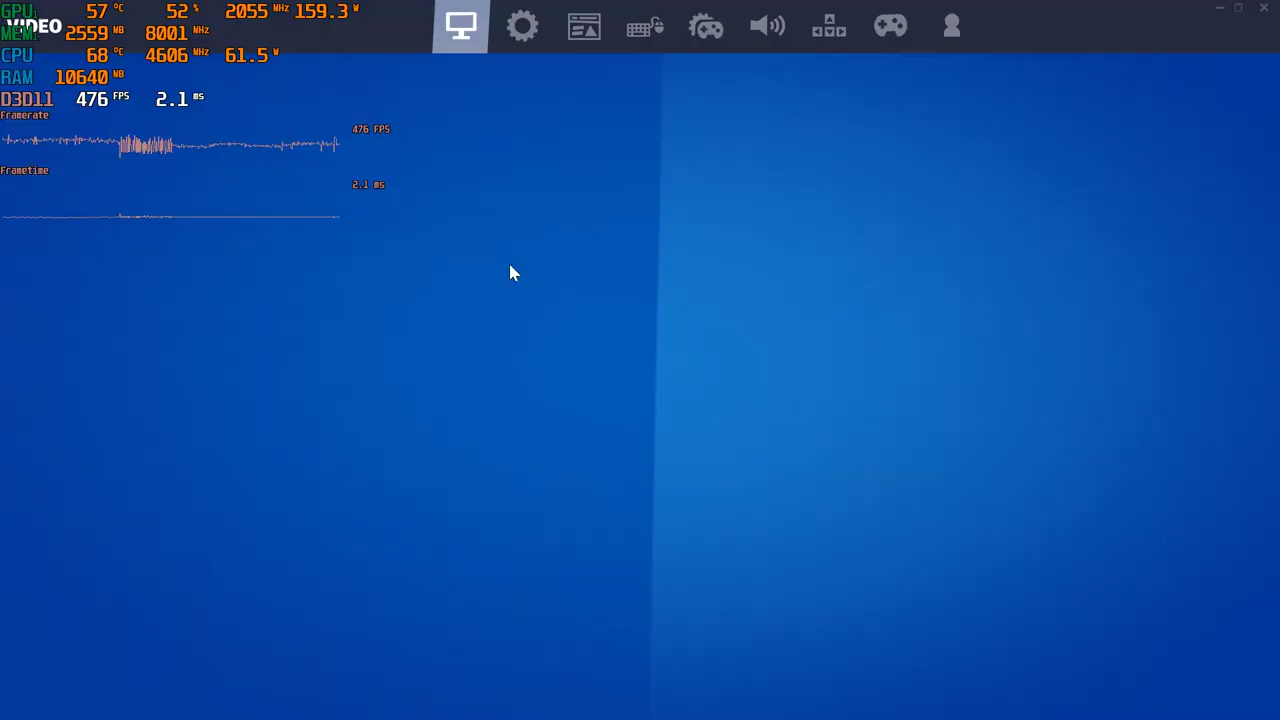 GPU 57 °C 52 % 2055 MHz 159.3 W
VIDEO
MEM 2559 MB 8001 MHz
CPU 68 °C 4606 MHz 61.5 W
RAM 10640 MB
D3D11 476 FPS 2.1 ms
Framerate
476 FPS
Frametime
2.1 ms